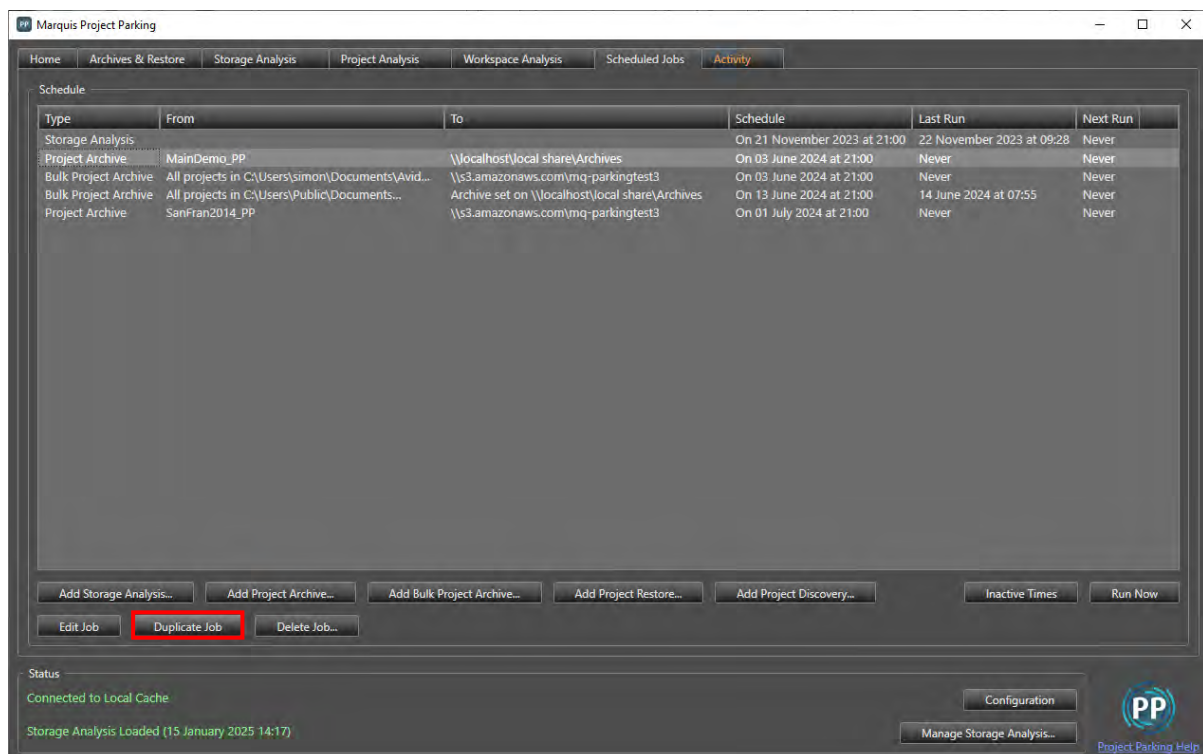 PP Marquis Project Parking
Home Archives & Restore Storage Analysis Project Analysis Workspace Analysis Scheduled Jobs Activity
Schedule
Type From To Schedule Last Run Next Run
Storage Analysis On 21 November 2023 at 21:00 22 November 2023 at 09:28 Never
Project Archive MainDemo_PP \\localhost\local share\Archives On 03 June 2024 at 21:00 Never Never
Bulk Project Archive All projects in C:\Users\simon\Documents\Avid... \\s3.amazonaws.com\mq-parkingtest3 On 03 June 2024 at 21:00 Never Never
Bulk Project Archive All projects in C:\Users\Public\Documents... Archive set on \\localhost\local share\Archives On 13 June 2024 at 21:00 14 June 2024 at 07:55 Never
Project Archive SanFran2014_PP \\s3.amazonaws.com\mq-parkingtest3 On 01 July 2024 at 21:00 Never Never
Add Storage Analysis... Add Project Archive... Add Bulk Project Archive... Add Project Restore... Add Project Discovery... Inactive Times Run Now
Edit Job Duplicate Job Delete Job...
Status
Connected to Local Cache
Configuration
PP
Storage Analysis Loaded (15 January 2025 14:17)
Manage Storage Analysis...
Project Parking Help